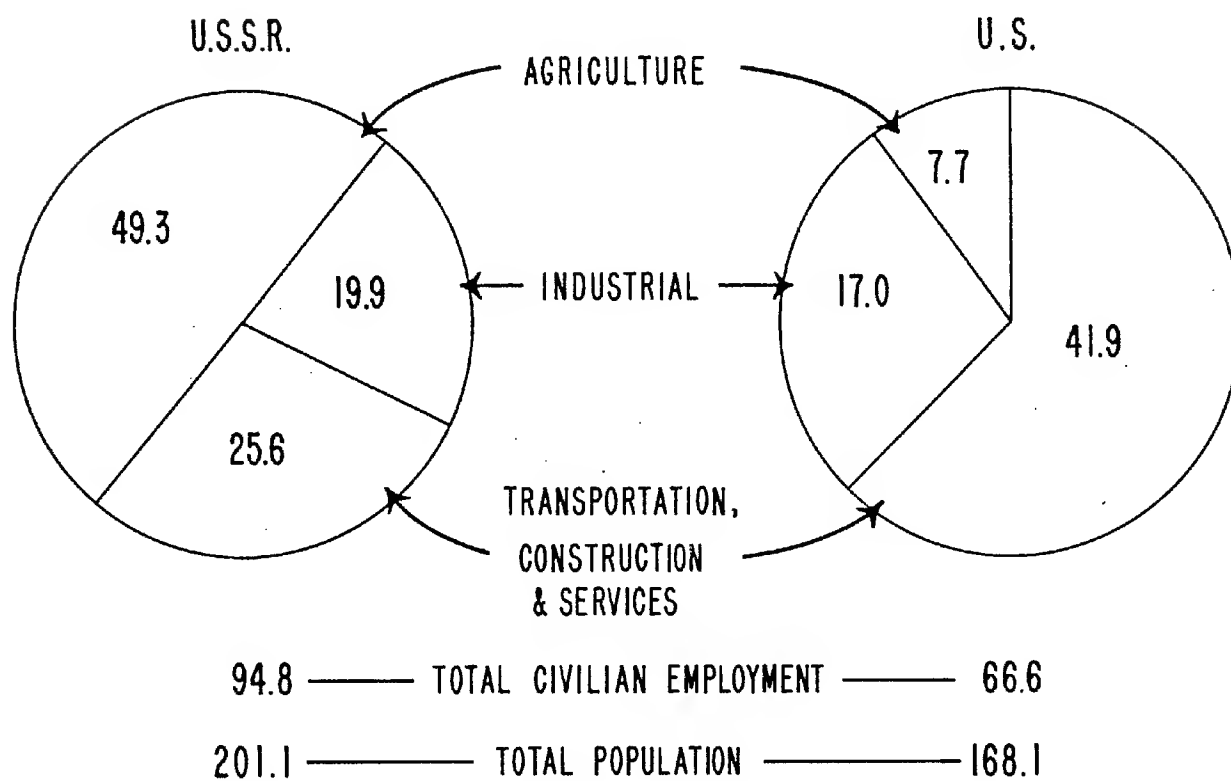 U.S.S.R.
U.S.
AGRICULTURE
49.3
19.9
25.6
INDUSTRIAL
7.7
17.0
41.9
TRANSPORTATION,
CONSTRUCTION
& SERVICES
94.8 TOTAL CIVILIAN EMPLOYMENT 66.6
201.1 TOTAL POPULATION 168.1